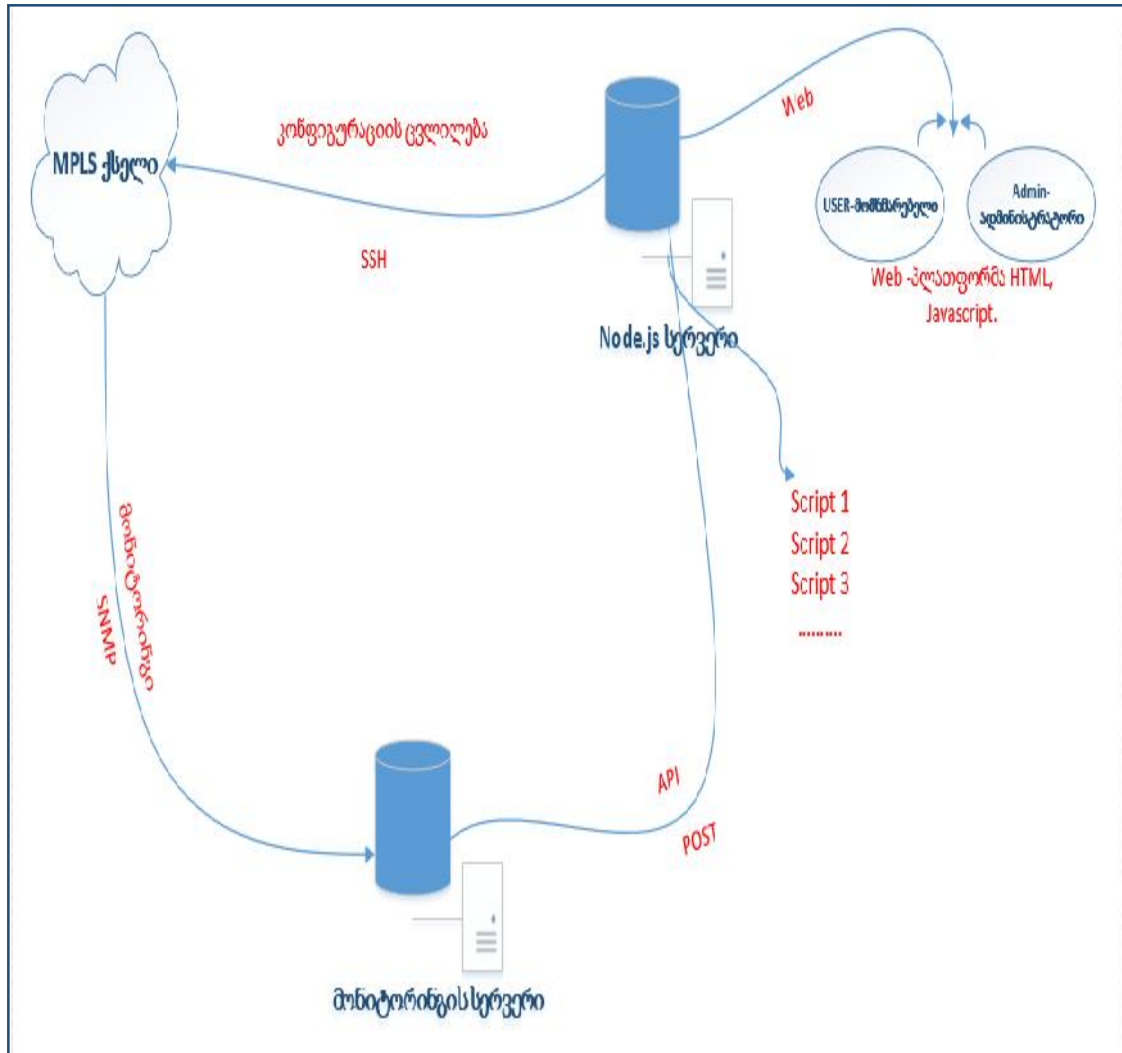 MPLS ქსელი
კონფიგურაციის ცვლილება
SSH
Web
USER-მომხმარებელი
Admin-
ადმინისტრატორი
Web -პლათფორმა HTML,
Javascript.
Node.js სერვერი
Script 1
Script 2
Script 3
..........
მონიტორინგი
SNMP
API
POST
მონიტორინგის სერვერი